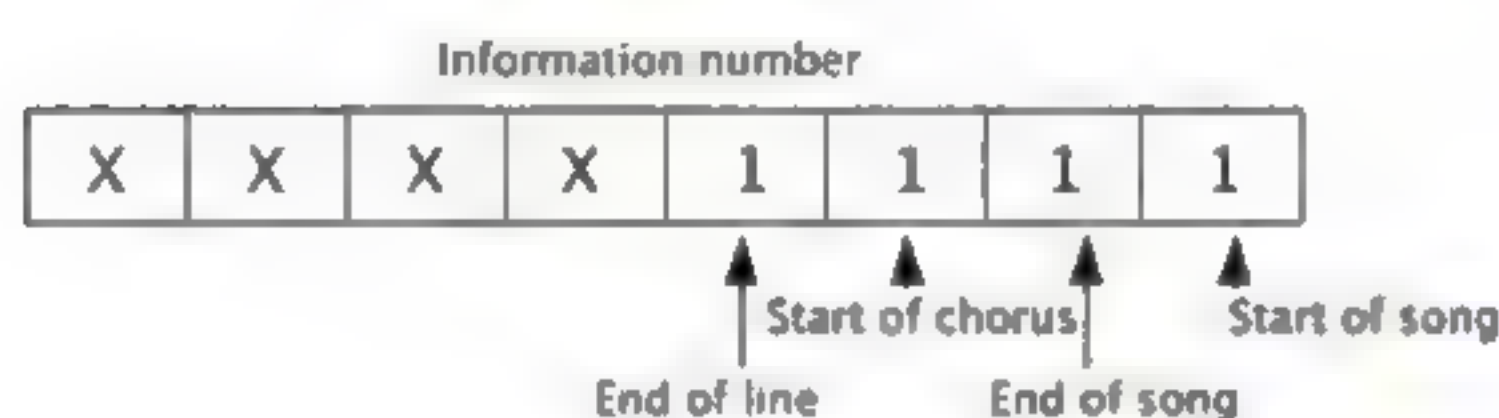 Information number
X X X X 1 1 1 1
Start of chorus Start of song
End of line End of song